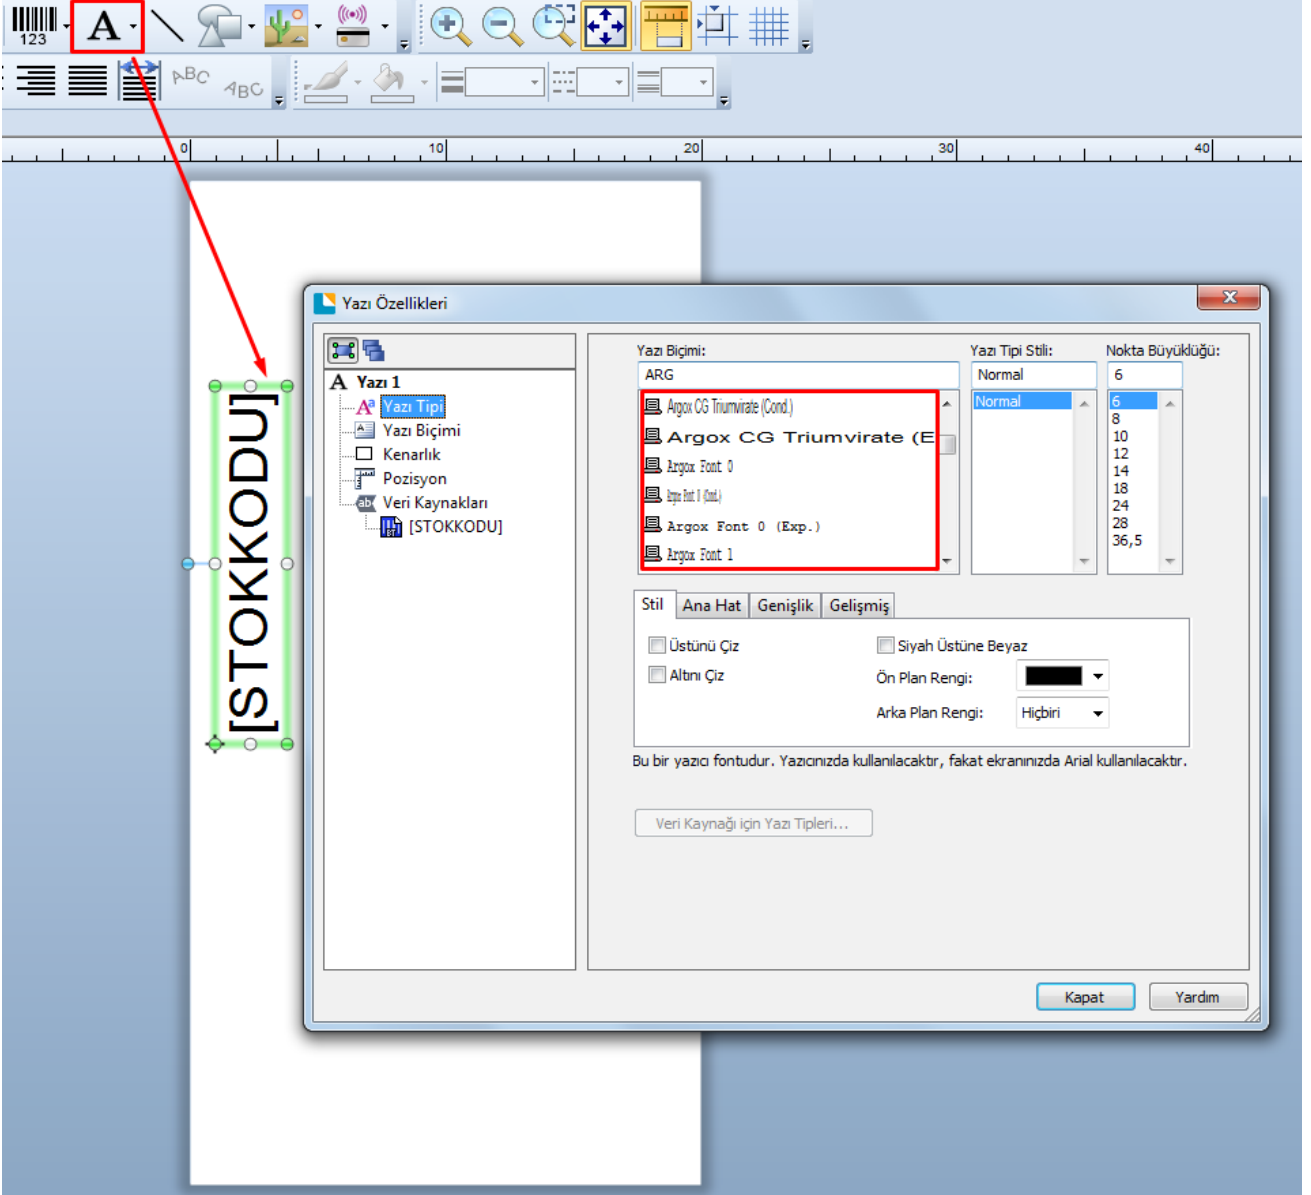 123
A
ABC
ABC
0 10 20 30 40
[STOKKODU]
Yazı Özellikleri
A Yazı 1
Yazı Tipi
Yazı Biçimi
Kenarlık
Pozisyon
Veri Kaynakları
[STOKKODU]
Yazı Biçimi: Yazı Tipi Stili: Nokta Büyüklüğü:
ARG Normal 6
Argox CG Triumvirate (Cond.)
Argox CG Triumvirate (E
Argox Font 0
Argox Font 0 (Cond.)
Argox Font 0 (Exp.)
Argox Font 1
Normal
6
8
10
12
14
18
24
28
36,5
Stil Ana Hat Genişlik Gelişmiş
Üstünü Çiz Siyah Üstüne Beyaz
Altını Çiz Ön Plan Rengi:
Arka Plan Rengi: Hiçbiri
Bu bir yazıcı fontudur. Yazıcınızda kullanılacaktır, fakat ekranınızda Arial kullanılacaktır.
Veri Kaynağı için Yazı Tipleri...
Kapat Yardım